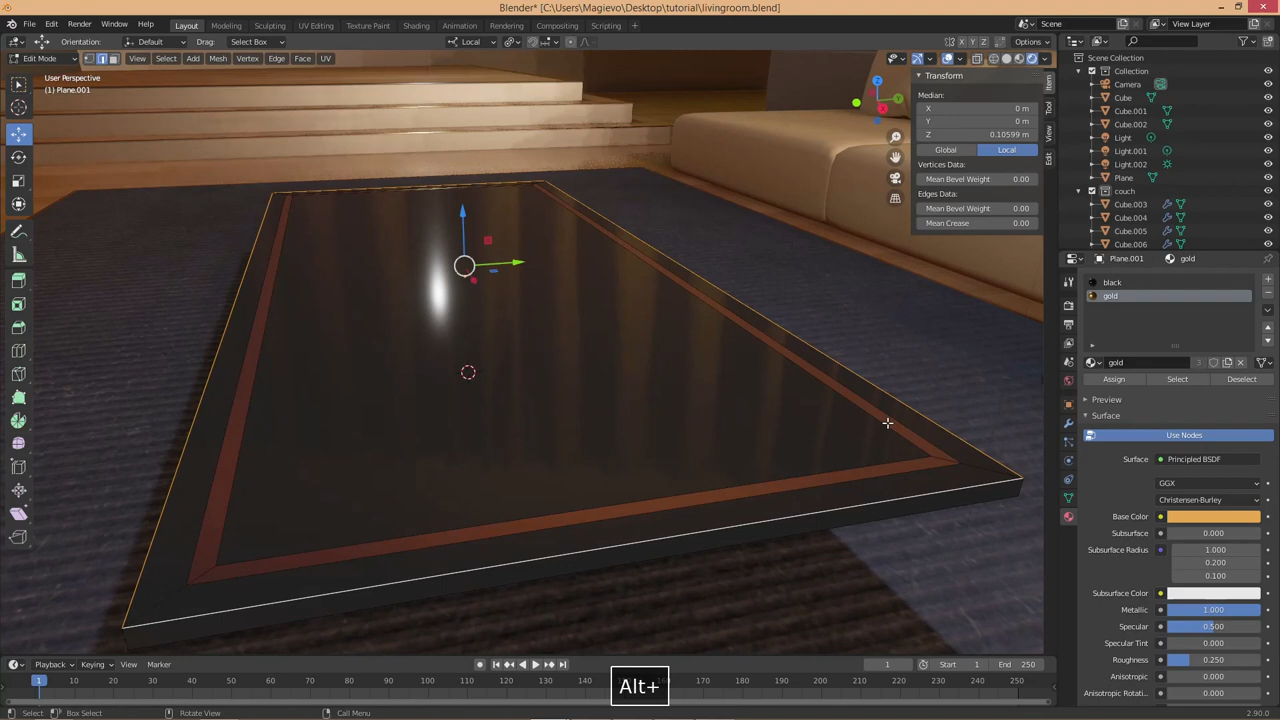 Blender* [C:\Users\Magievo\Desktop\tutorial\livingroom.blend]
File Edit Render Window Help Layout Modeling Sculpting UV Editing Texture Paint Shading Animation Rendering Compositing Scripting + Scene View Layer
Orientation: Default Drag: Select Box Local X Y Z Options
Edit Mode View Select Add Mesh Vertex Edge Face UV
User Perspective
(1) Plane.001
Transform
Median:
X 0 m
Y 0 m
Z 0.10599 m
Global Local
Vertices Data:
Mean Bevel Weight 0.00
Edges Data:
Mean Bevel Weight 0.00
Mean Crease 0.00
Item
Tool
View
Edit
Z
Y
X
Scene Collection
Collection
Camera
Cube
Cube.001
Cube.002
Light
Light.001
Light.002
Plane
couch
Cube.003
Cube.004
Cube.005
Cube.006
Plane.001 gold
black
gold
gold 3
Assign Select Deselect
Preview
Surface
Use Nodes
Surface Principled BSDF
GGX
Christensen-Burley
Base Color
Subsurface 0.000
Subsurface Radius 1.000
0.200
0.100
Subsurface Color
Metallic 1.000
Specular 0.500
Specular Tint 0.000
Roughness 0.250
Anisotropic 0.000
Anisotropic Rotati... 0.000
Playback Keying View Marker 1 Start 1 End 250
1 10 20 30 40 50 60 70 80 90 100 110 120 130 140 150 160 170 180 190 200 210 220 230 240 250
Alt+
Select Box Select Rotate View Call Menu 2.90.0